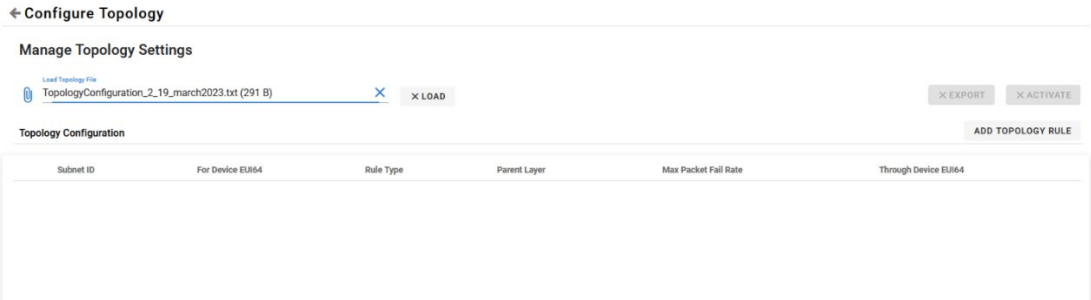 Configure Topology
Manage Topology Settings
Load Topology File
TopologyConfiguration_2_19_march2023.txt (291 B)
LOAD
EXPORT
ACTIVATE
Topology Configuration
ADD TOPOLOGY RULE
Subnet ID
For Device EUI64
Rule Type
Parent Layer
Max Packet Fail Rate
Through Device EUI64